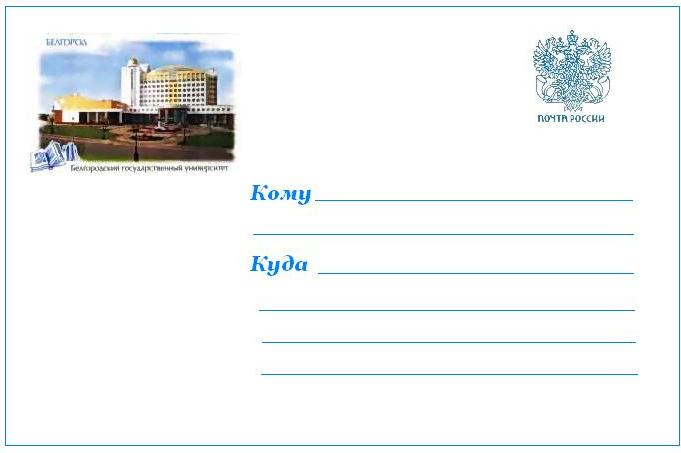 БЕЛГОРОД
ПОЧТА РОССИИ
Белгородский государственный университет
Кому
Куда